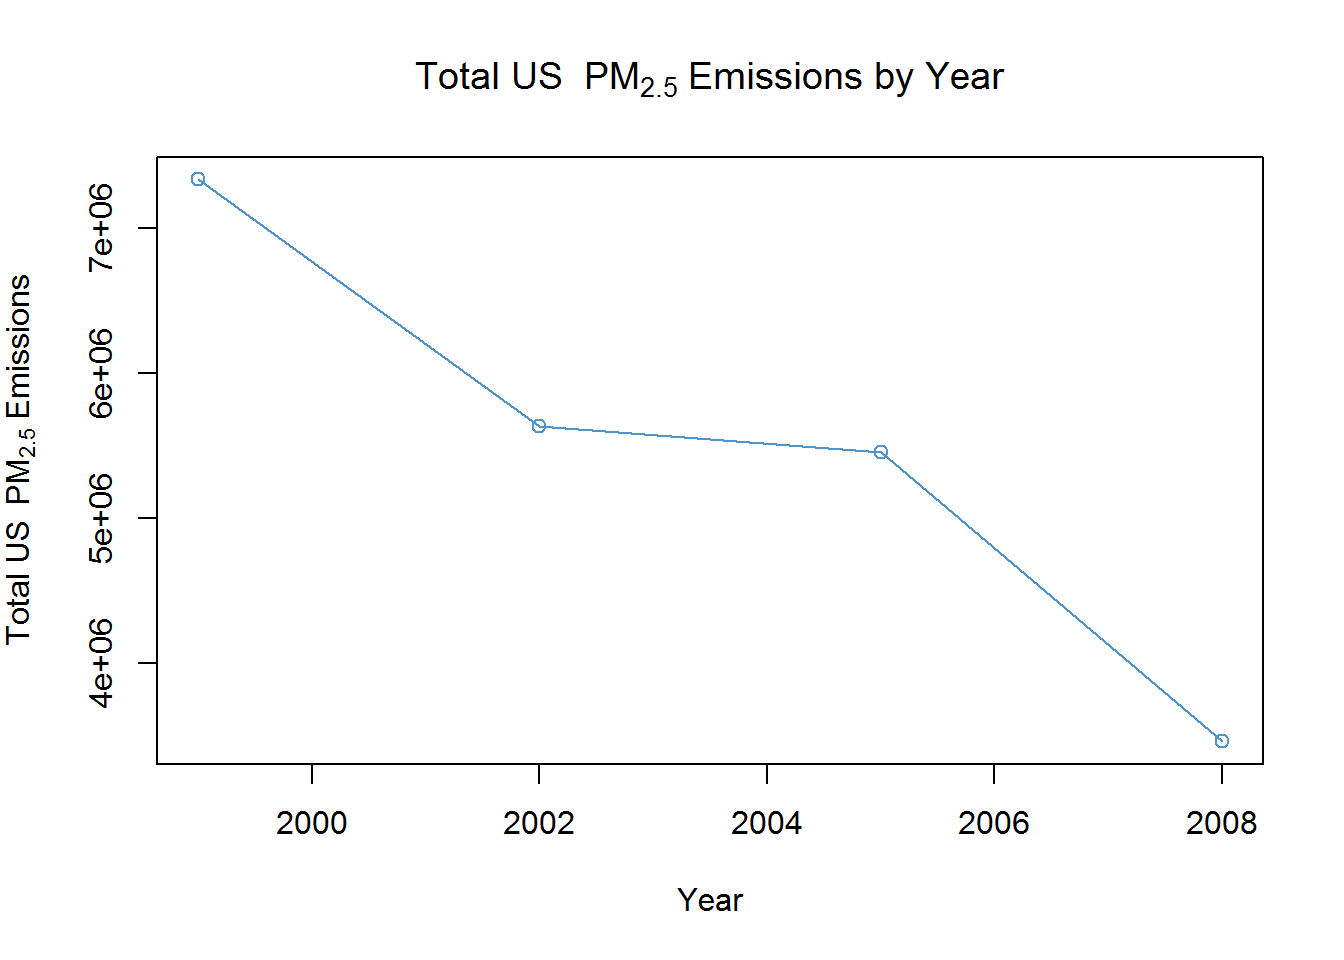 Total US  PM2.5 Emissions by Year
Total US  PM2.5 Emissions
7e+06
6e+06
5e+06
4e+06
2000 2002 2004 2006 2008
Year